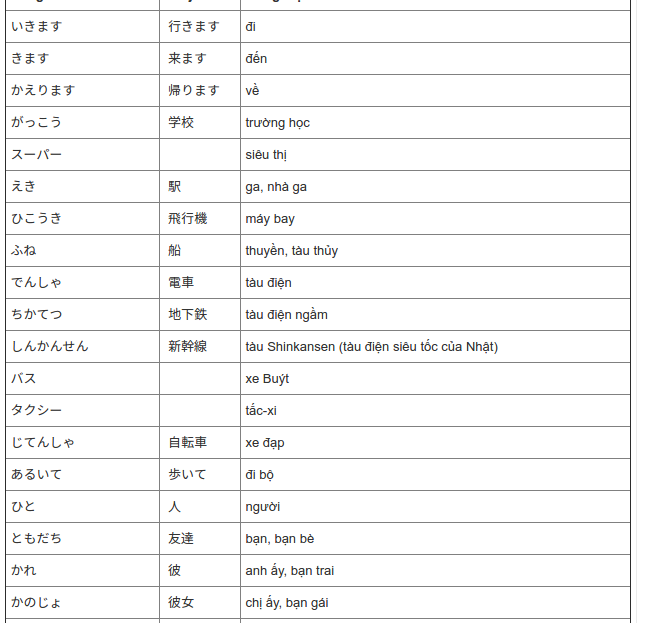 いきます 行きます đi
きます 来ます đến
かえります 帰ります về
がっこう 学校 trường học
スーパー siêu thị
えき 駅 ga, nhà ga
ひこうき 飛行機 máy bay
ふね 船 thuyền, tàu thủy
でんしゃ 電車 tàu điện
ちかてつ 地下鉄 tàu điện ngầm
しんかんせん 新幹線 tàu Shinkansen (tàu điện siêu tốc của Nhật)
バス xe Buýt
タクシー tắc-xi
じてんしゃ 自転車 xe đạp
あるいて 歩いて đi bộ
ひと 人 người
ともだち 友達 bạn, bạn bè
かれ 彼 anh ấy, bạn trai
かのじょ 彼女 chị ấy, bạn gái